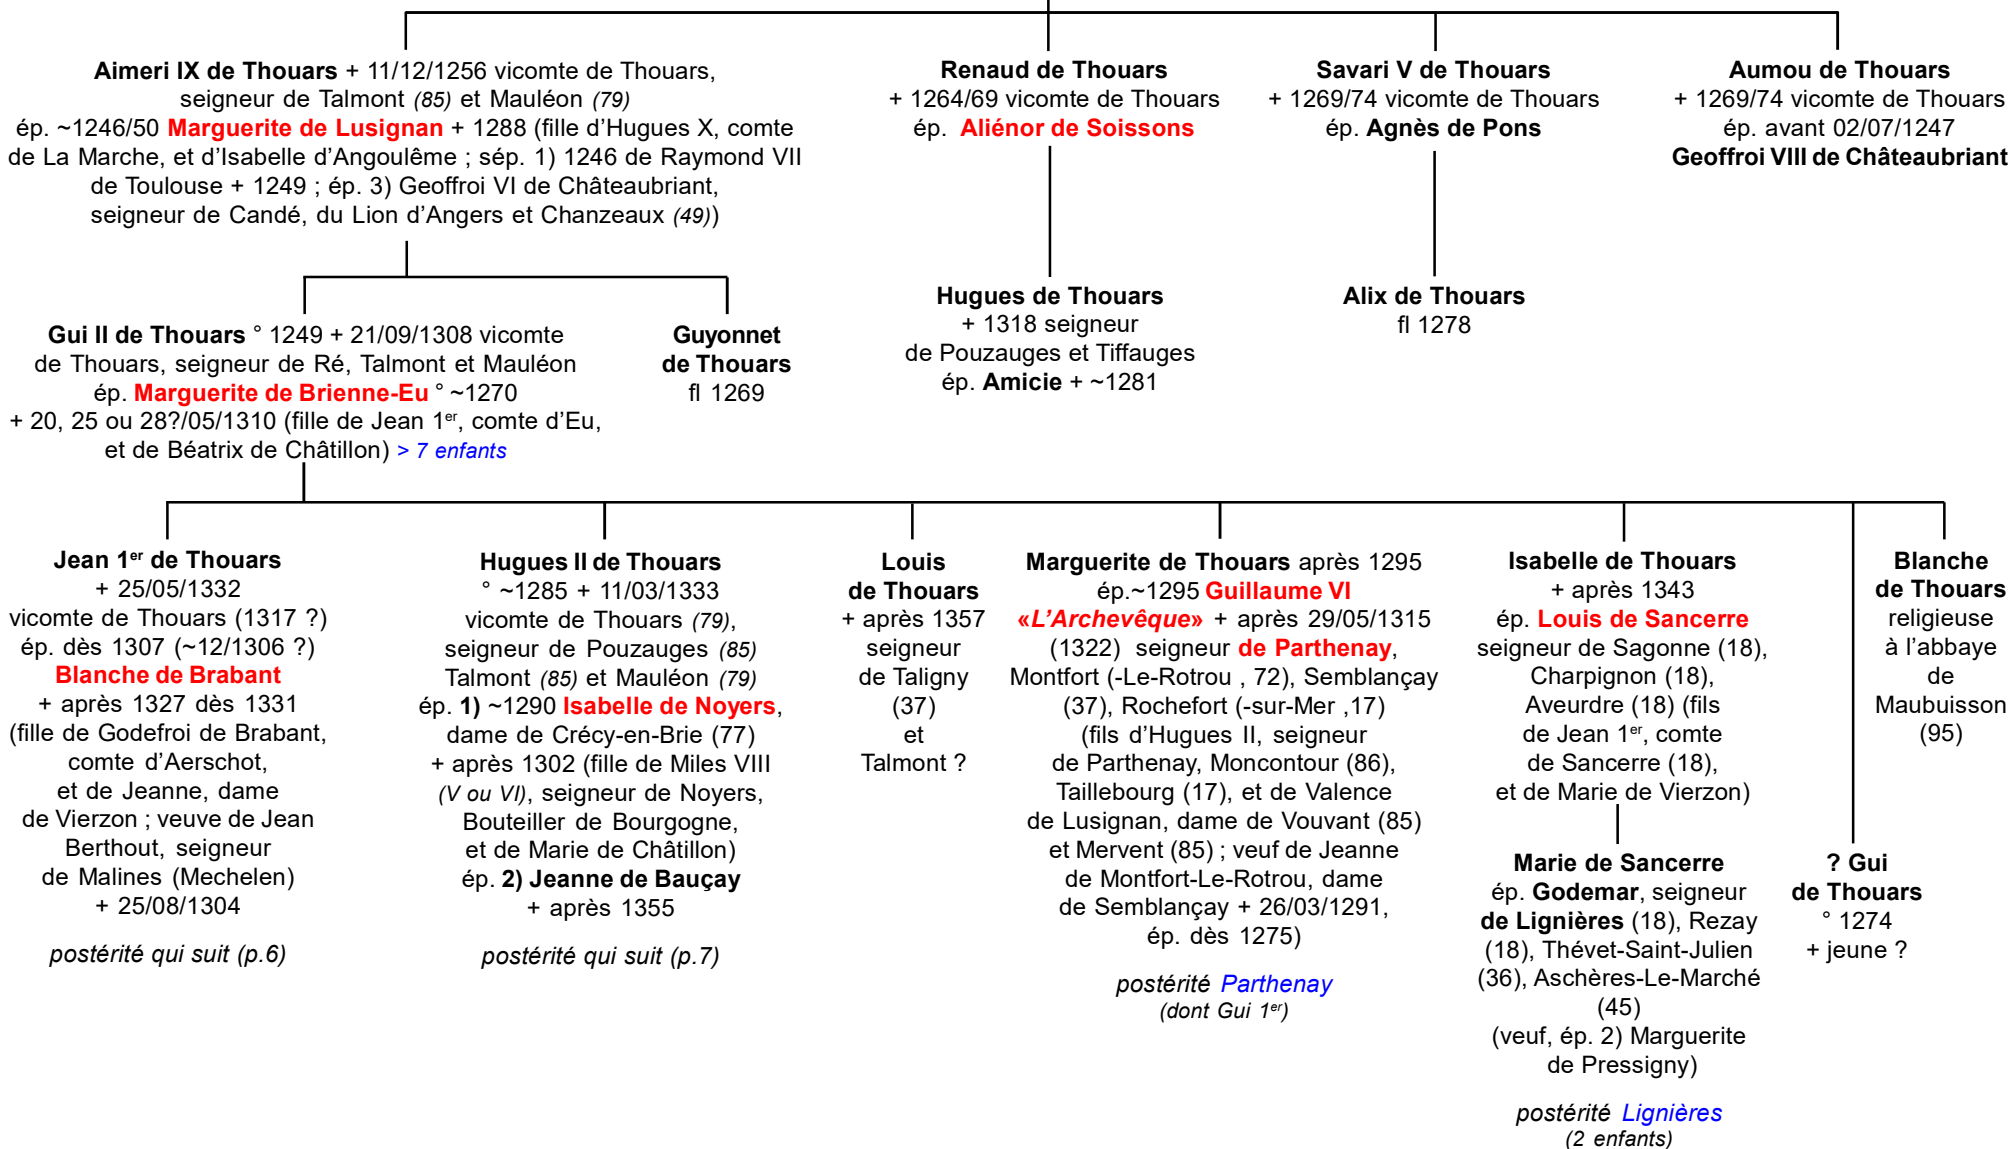 Aimeri IX de Thouars + 11/12/1256 vicomte de Thouars,
seigneur de Talmont (85) et Mauléon (79)
ép. ~1246/50 Marguerite de Lusignan + 1288 (fille d’Hugues X, comte
de La Marche, et d’Isabelle d’Angoulême ; sép. 1) 1246 de Raymond VII
de Toulouse + 1249 ; ép. 3) Geoffroi VI de Châteaubriant,
seigneur de Candé, du Lion d’Angers et Chanzeaux (49))
Renaud de Thouars
+ 1264/69 vicomte de Thouars
ép. Aliénor de Soissons
Savari V de Thouars
+ 1269/74 vicomte de Thouars
ép. Agnès de Pons
Aumou de Thouars
+ 1269/74 vicomte de Thouars
ép. avant 02/07/1247
Geoffroi VIII de Châteaubriant
Gui II de Thouars ° 1249 + 21/09/1308 vicomte
de Thouars, seigneur de Ré, Talmont et Mauléon
ép. Marguerite de Brienne-Eu ° ~1270
+ 20, 25 ou 28?/05/1310 (fille de Jean 1er, comte d’Eu,
et de Béatrix de Châtillon) > 7 enfants
Guyonnet
de Thouars
fl 1269
Hugues de Thouars
+ 1318 seigneur
de Pouzauges et Tiffauges
ép. Amicie + ~1281
Alix de Thouars
fl 1278
Jean 1er de Thouars
+ 25/05/1332
vicomte de Thouars (1317 ?)
ép. dès 1307 (~12/1306 ?)
Blanche de Brabant
+ après 1327 dès 1331
(fille de Godefroi de Brabant,
comte d’Aerschot,
et de Jeanne, dame
de Vierzon ; veuve de Jean
Berthout, seigneur
de Malines (Mechelen)
+ 25/08/1304
postérité qui suit (p.6)
Hugues II de Thouars
° ~1285 + 11/03/1333
vicomte de Thouars (79),
seigneur de Pouzauges (85)
Talmont (85) et Mauléon (79)
ép. 1) ~1290 Isabelle de Noyers,
dame de Crécy-en-Brie (77)
+ après 1302 (fille de Miles VIII
(V ou VI), seigneur de Noyers,
Bouteiller de Bourgogne,
et de Marie de Châtillon)
ép. 2) Jeanne de Bauçay
+ après 1355
postérité qui suit (p.7)
Louis
de Thouars
+ après 1357
seigneur
de Taligny
(37)
et
Talmont ?
Marguerite de Thouars après 1295
ép.~1295 Guillaume VI
«L’Archevêque» + après 29/05/1315
(1322) seigneur de Parthenay,
Montfort (-Le-Rotrou , 72), Semblançay
(37), Rochefort (-sur-Mer ,17)
(fils d’Hugues II, seigneur
de Parthenay, Moncontour (86),
Taillebourg (17), et de Valence
de Lusignan, dame de Vouvant (85)
et Mervent (85) ; veuf de Jeanne
de Montfort-Le-Rotrou, dame
de Semblançay + 26/03/1291,
ép. dès 1275)
postérité Parthenay
(dont Gui 1er)
Isabelle de Thouars
+ après 1343
ép. Louis de Sancerre
seigneur de Sagonne (18),
Charpignon (18),
Aveurdre (18) (fils
de Jean 1er, comte
de Sancerre (18),
et de Marie de Vierzon)
Marie de Sancerre
ép. Godemar, seigneur
de Lignières (18), Rezay
(18), Thévet-Saint-Julien
(36), Aschères-Le-Marché
(45)
(veuf, ép. 2) Marguerite
de Pressigny)
postérité Lignières
(2 enfants)
? Gui
de Thouars
° 1274
+ jeune ?
Blanche
de Thouars
religieuse
à l’abbaye
de
Maubuisson
(95)